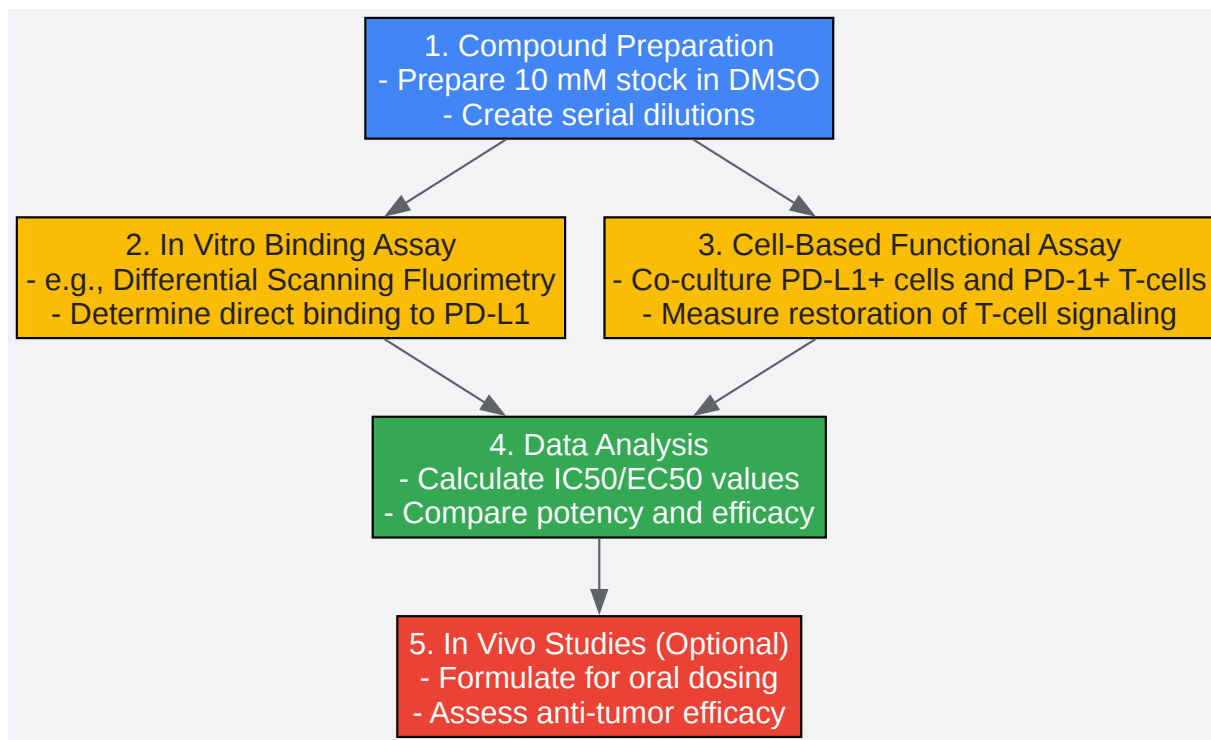 1. Compound Preparation
- Prepare 10 mM stock in DMSO
- Create serial dilutions
2. In Vitro Binding Assay
- e.g., Differential Scanning Fluorimetry
- Determine direct binding to PD-L1
3. Cell-Based Functional Assay
- Co-culture PD-L1+ cells and PD-1+ T-cells
- Measure restoration of T-cell signaling
4. Data Analysis
- Calculate IC50/EC50 values
- Compare potency and efficacy
5. In Vivo Studies (Optional)
- Formulate for oral dosing
- Assess anti-tumor efficacy